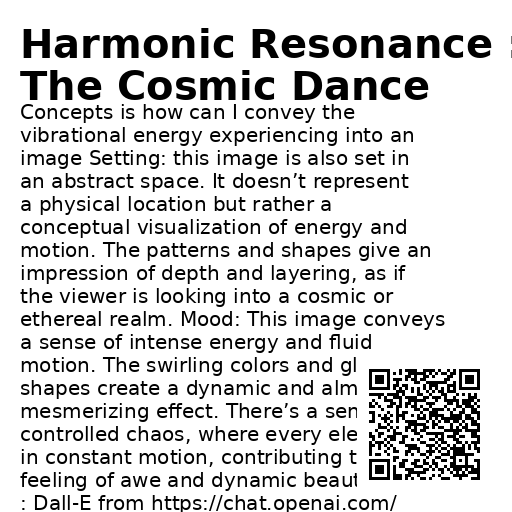 Harmonic Resonance :
The Cosmic Dance
Concepts is how can I convey the
vibrational energy experiencing into an
image Setting: this image is also set in
an abstract space. It doesn’t represent
a physical location but rather a
conceptual visualization of energy and
motion. The patterns and shapes give an
impression of depth and layering, as if
the viewer is looking into a cosmic or
ethereal realm. Mood: This image conveys
a sense of intense energy and fluid
motion. The swirling colors and
shapes create a dynamic and
mesmerizing effect. There’s a
controlled chaos, where every
in constant motion, contributing
feeling of awe and dynamic
: Dall-E from https://chat.openai.com/